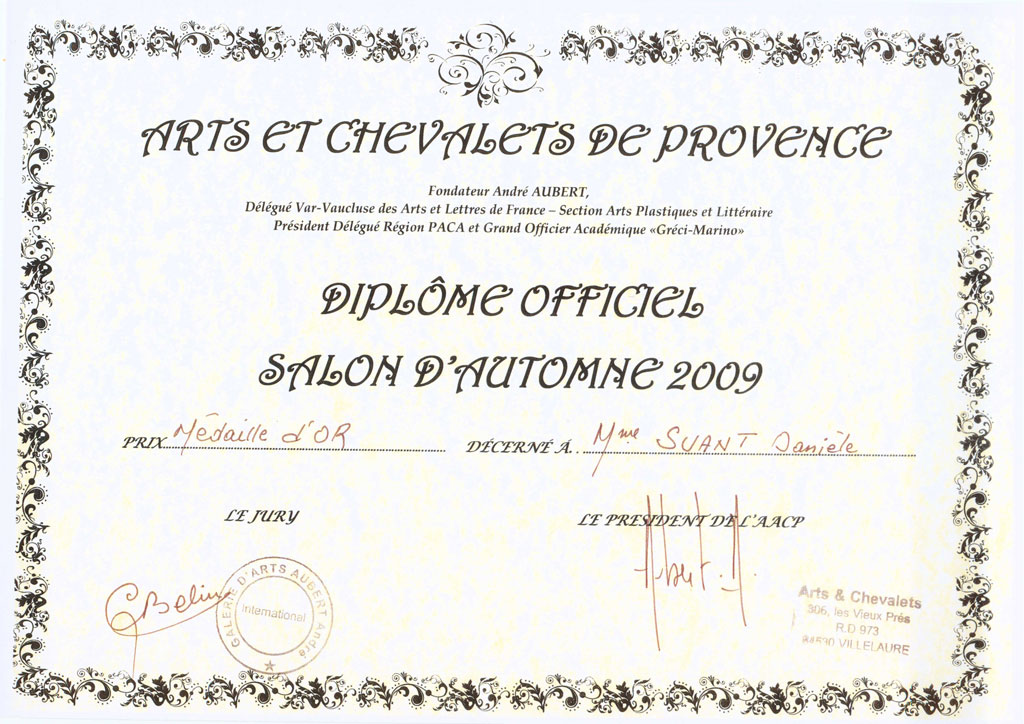 ARTS ET CHEVALETS DE PROVENCE
Fondateur André AUBERT,
Délégué Var-Vaucluse des Arts et Lettres de France – Section Arts Plastiques et Littéraire
Président Délégué Région PACA et Grand Officier Académique «Gréci-Marino»
DIPLÔME OFFICIEL
SALON D'AUTOMNE 2009
PRIX Médaille d'OR DÉCERNÉ Á Mme SUANT Danièle
LE JURY
LE PRESIDENT DE L'AACP
GALERIE D'ARTS AUBERT André
International
Aubert. A.
Arts & Chevalets
306, les Vieux Prés
R.D 973
84530 VILLELAURE